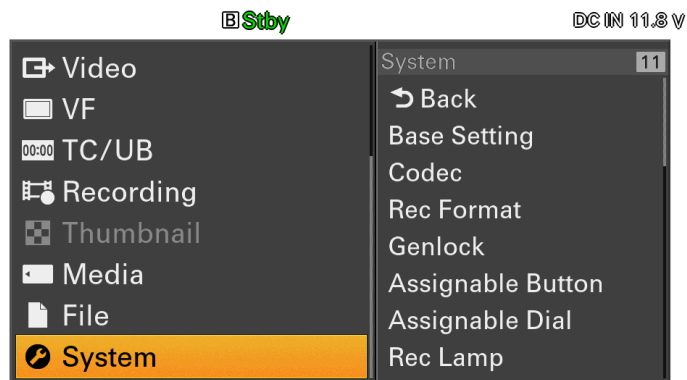 B Stby
DC IN 11.8 V
Video
VF
00:00 TC/UB
Recording
Thumbnail
Media
File
System
System 11
Back
Base Setting
Codec
Rec Format
Genlock
Assignable Button
Assignable Dial
Rec Lamp